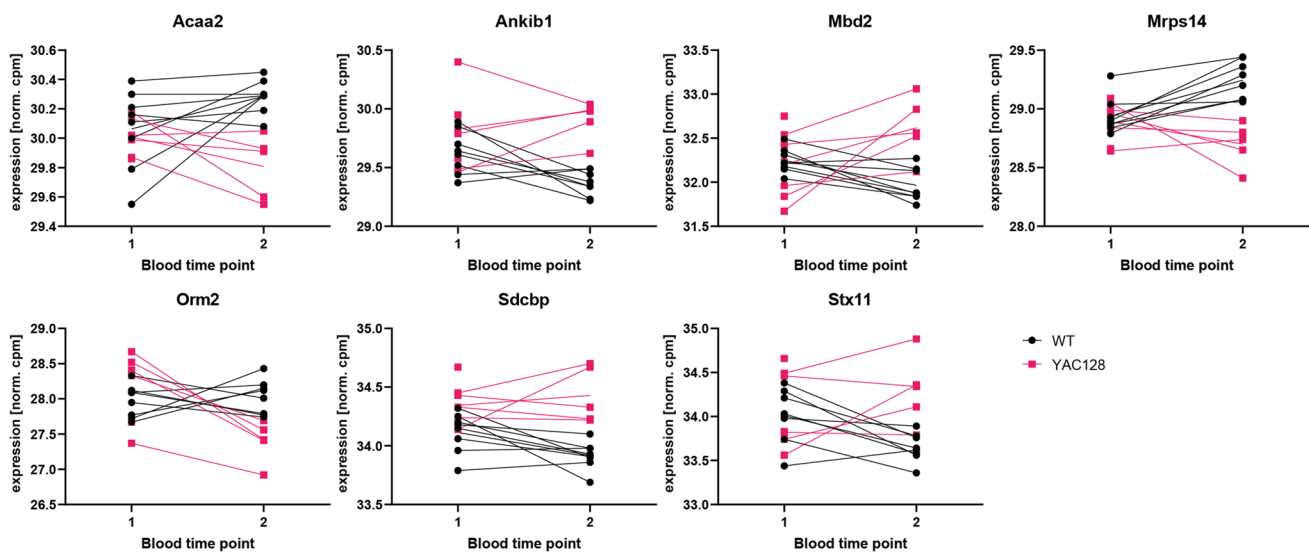 Acaa2
Ankib1
Mbd2
Mrps14
expression [norm. cpm]
30.6
30.4
30.2
30.0
29.8
29.6
29.4
1
2
Blood time point
expression [norm. cpm]
30.5
30.0
29.5
29.0
1
2
Blood time point
expression [norm. cpm]
33.5
33.0
32.5
32.0
31.5
1
2
Blood time point
expression [norm. cpm]
29.5
29.0
28.5
28.0
1
2
Blood time point
Orm2
Sdcbp
Stx11
expression [norm. cpm]
29.0
28.5
28.0
27.5
27.0
26.5
1
2
Blood time point
expression [norm. cpm]
35.0
34.5
34.0
33.5
1
2
Blood time point
expression [norm. cpm]
35.0
34.5
34.0
33.5
33.0
1
2
Blood time point
WT
YAC128